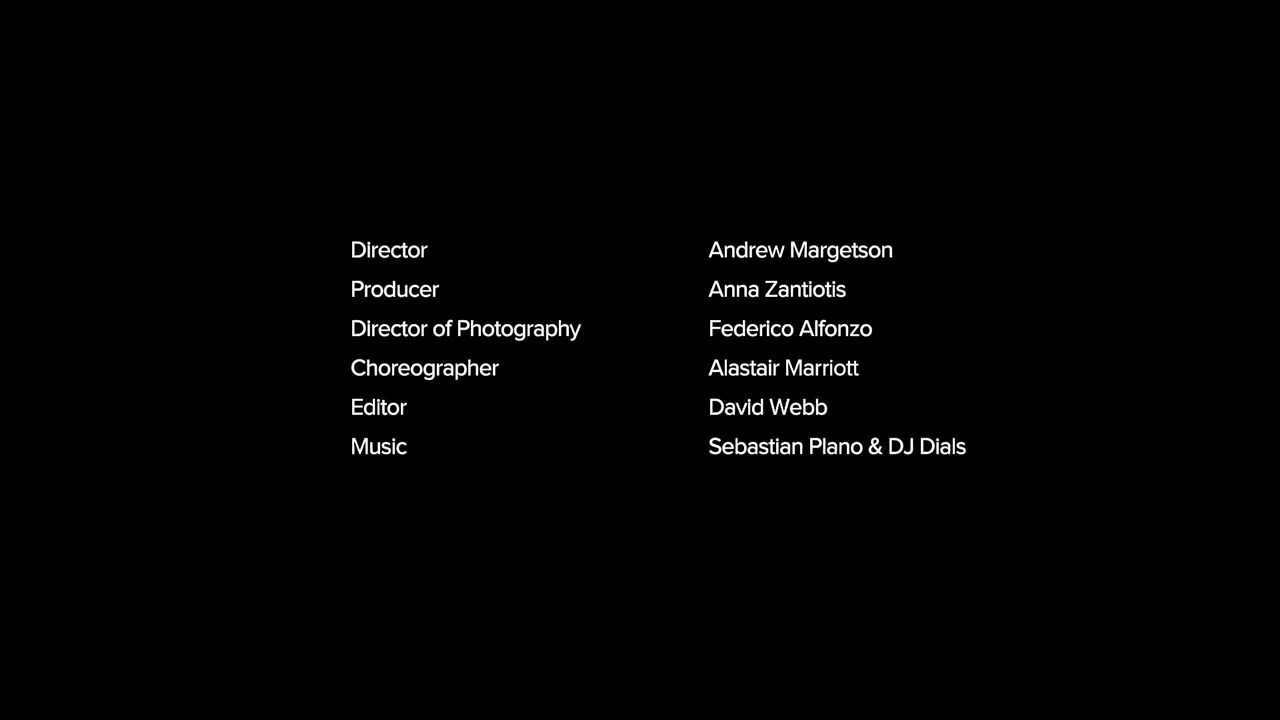 Director Andrew Margetson
Producer Anna Zantiotis
Director of Photography Federico Alfonzo
Choreographer Alastair Marriott
Editor David Webb
Music Sebastian Plano & DJ Dials